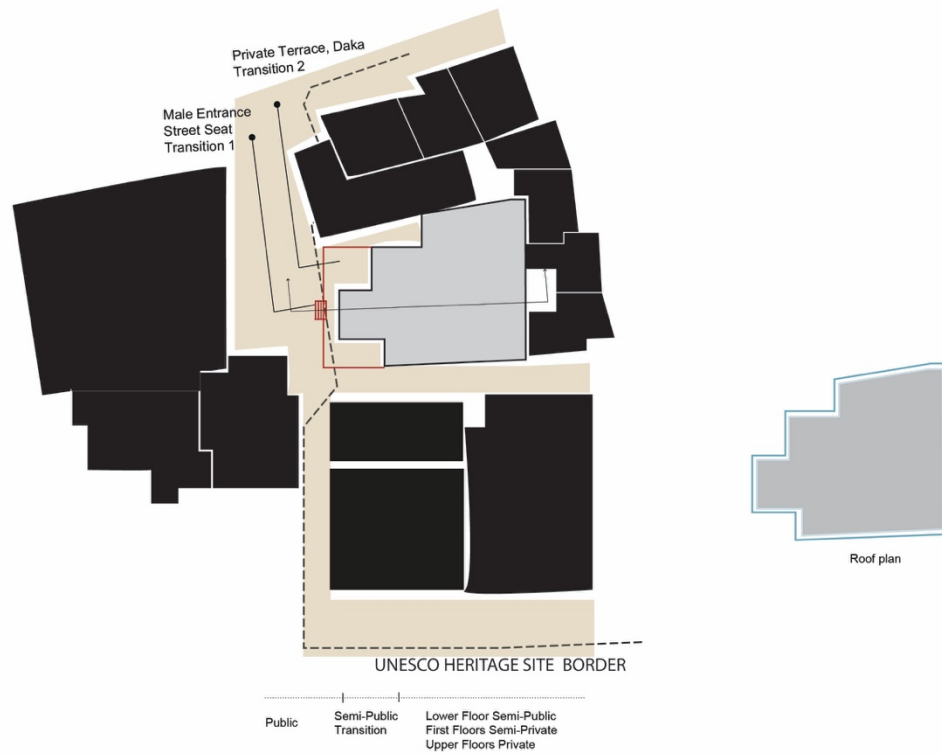 Private Terrace, Daka
Transition 2
Male Entrance
Street Seat
Transition 1
Roof plan
UNESCO HERITAGE SITE BORDER
Public
Semi-Public
Transition
Lower Floor Semi-Public
First Floors Semi-Private
Upper Floors Private